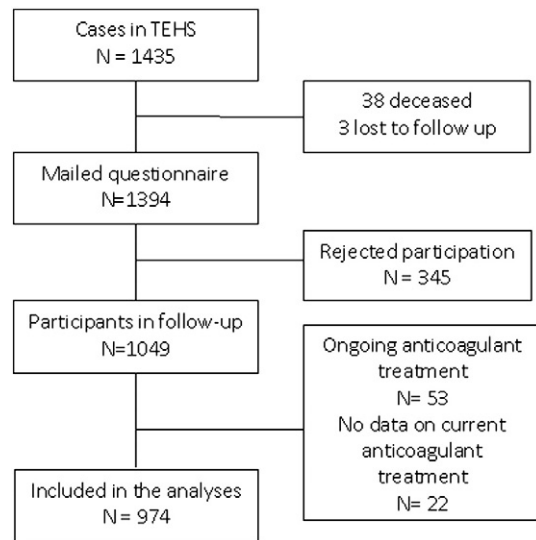 Cases in TEHS
N = 1435
38 deceased
3 lost to follow up
Mailed questionnaire
N=1394
Rejected participation
N = 345
Participants in follow-up
N=1049
Ongoing anticoagulant
treatment
N= 53
No data on current
anticoagulant
treatment
N= 22
Included in the analyses
N = 974